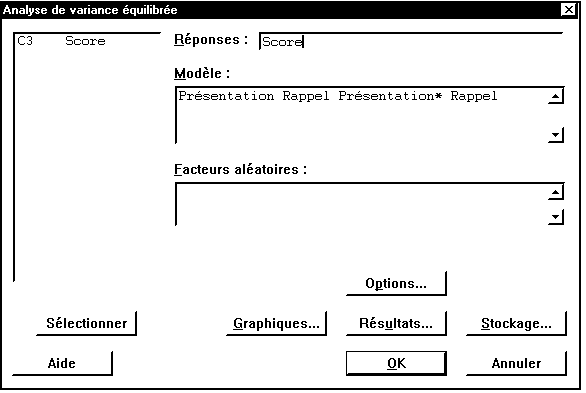 Analyse de variance équilibrée
C3 Score
Réponses : Score
Modèle :
Présentation Rappel Présentation* Rappel
Facteurs aléatoires :
Options...
Sélectionner
Graphiques...
Résultats...
Stockage...
Aide
OK
Annuler